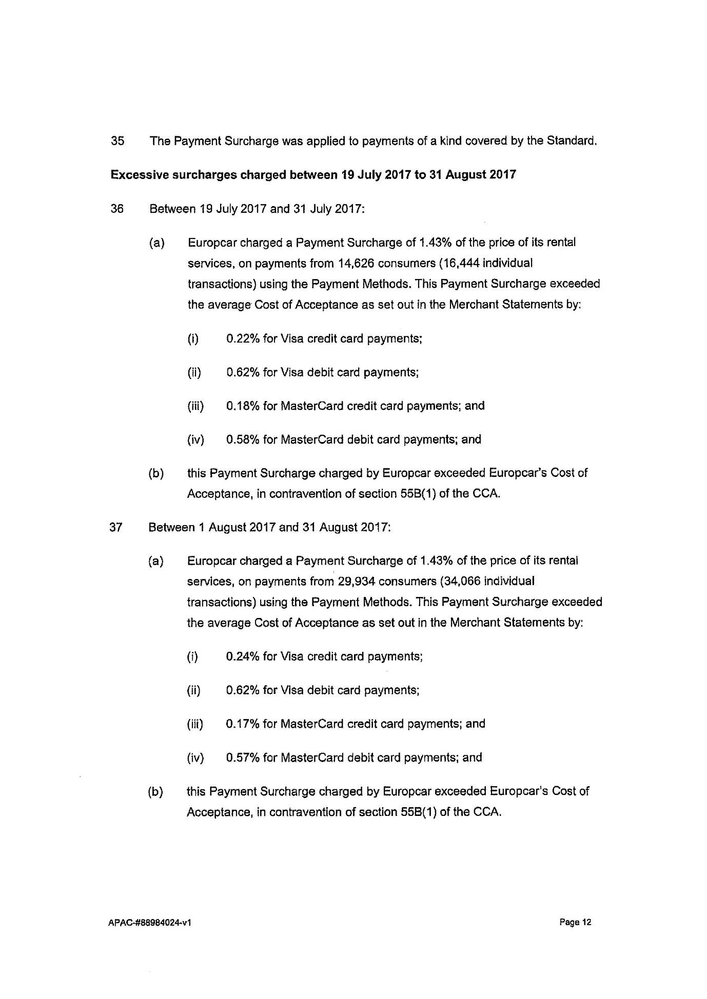 35 The Payment Surcharge was applied to payments of a kind covered by the Standard.
Excessive surcharges charged between 19 July 2017 to 31 August 2017
36 Between 19 July 2017 and 31 July 2017:
(a) Europcar charged a Payment Surcharge of 1.43% of the price of its rental
services, on payments from 14,626 consumers (16,444 individual
transactions) using the Payment Methods. This Payment Surcharge exceeded
the average Cost of Acceptance as set out in the Merchant Statements by:
(i) 0.22% for Visa credit card payments;
(ii) 0.62% for Visa debit card payments;
(iii) 0.18% for MasterCard credit card payments; and
(iv) 0.58% for MasterCard debit card payments; and
(b) this Payment Surcharge charged by Europcar exceeded Europcar's Cost of
Acceptance, in contravention of section 55B(1) of the CCA.
37 Between 1 August 2017 and 31 August 2017:
(a) Europcar charged a Payment Surcharge of 1.43% of the price of its rental
services, on payments from 29,934 consumers (34,066 individual
transactions) using the Payment Methods. This Payment Surcharge exceeded
the average Cost of Acceptance as set out in the Merchant Statements by:
(i) 0.24% for Visa credit card payments;
(ii) 0.62% for Visa debit card payments;
(iii) 0.17% for MasterCard credit card payments; and
(iv) 0.57% for MasterCard debit card payments; and
(b) this Payment Surcharge charged by Europcar exceeded Europcar's Cost of
Acceptance, in contravention of section 55B(1) of the CCA.
APAC-#88984024-v1 Page 12